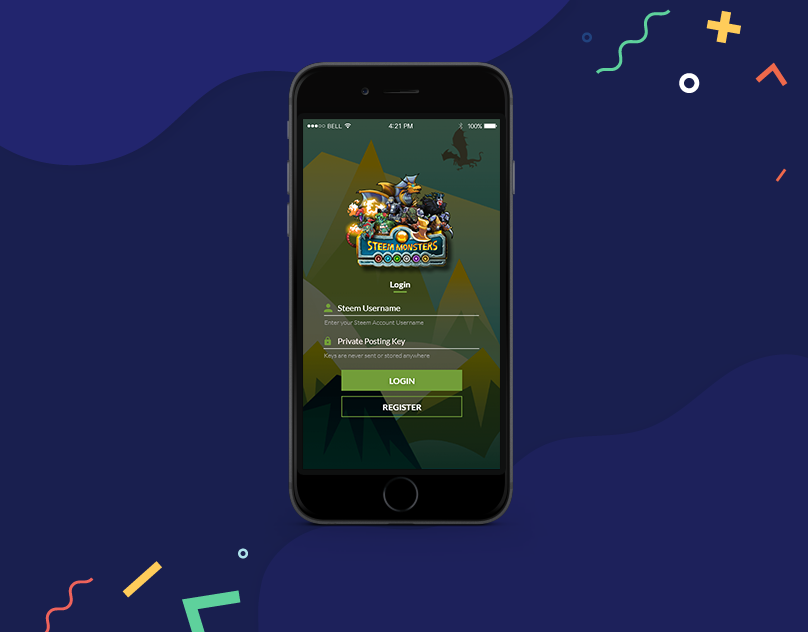 BELL
4:21 PM
100%
STEEM MONSTERS
Login
Steem Username
Enter your Steem Account Username
Private Posting Key
Keys are never sent or stored anywhere.
LOGIN
REGISTER